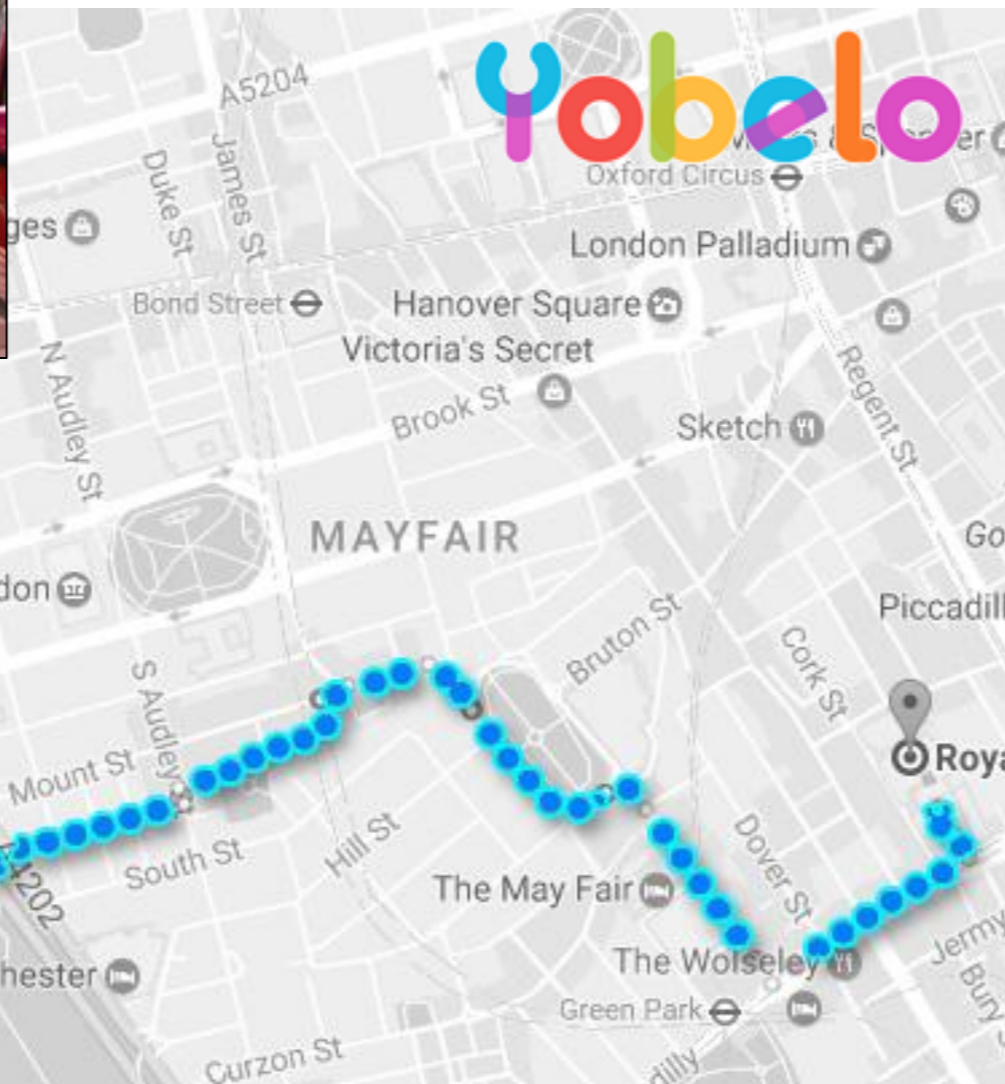 Yobelo
A5204
James St
Duke St
Oxford Circus
ges
London Palladium
Bond Street
Hanover Square
Victoria's Secret
N Audley St
Brook St
Regent St
Sketch
MAYFAIR
Go
don
Piccadill
Bruton St
Cork St
S Audley
Mount St
Roya
South St
Hill St
Dover St
A4202
The May Fair
Jermy
The Wolseley
hester
Bury
Green Park
Curzon St
dilly